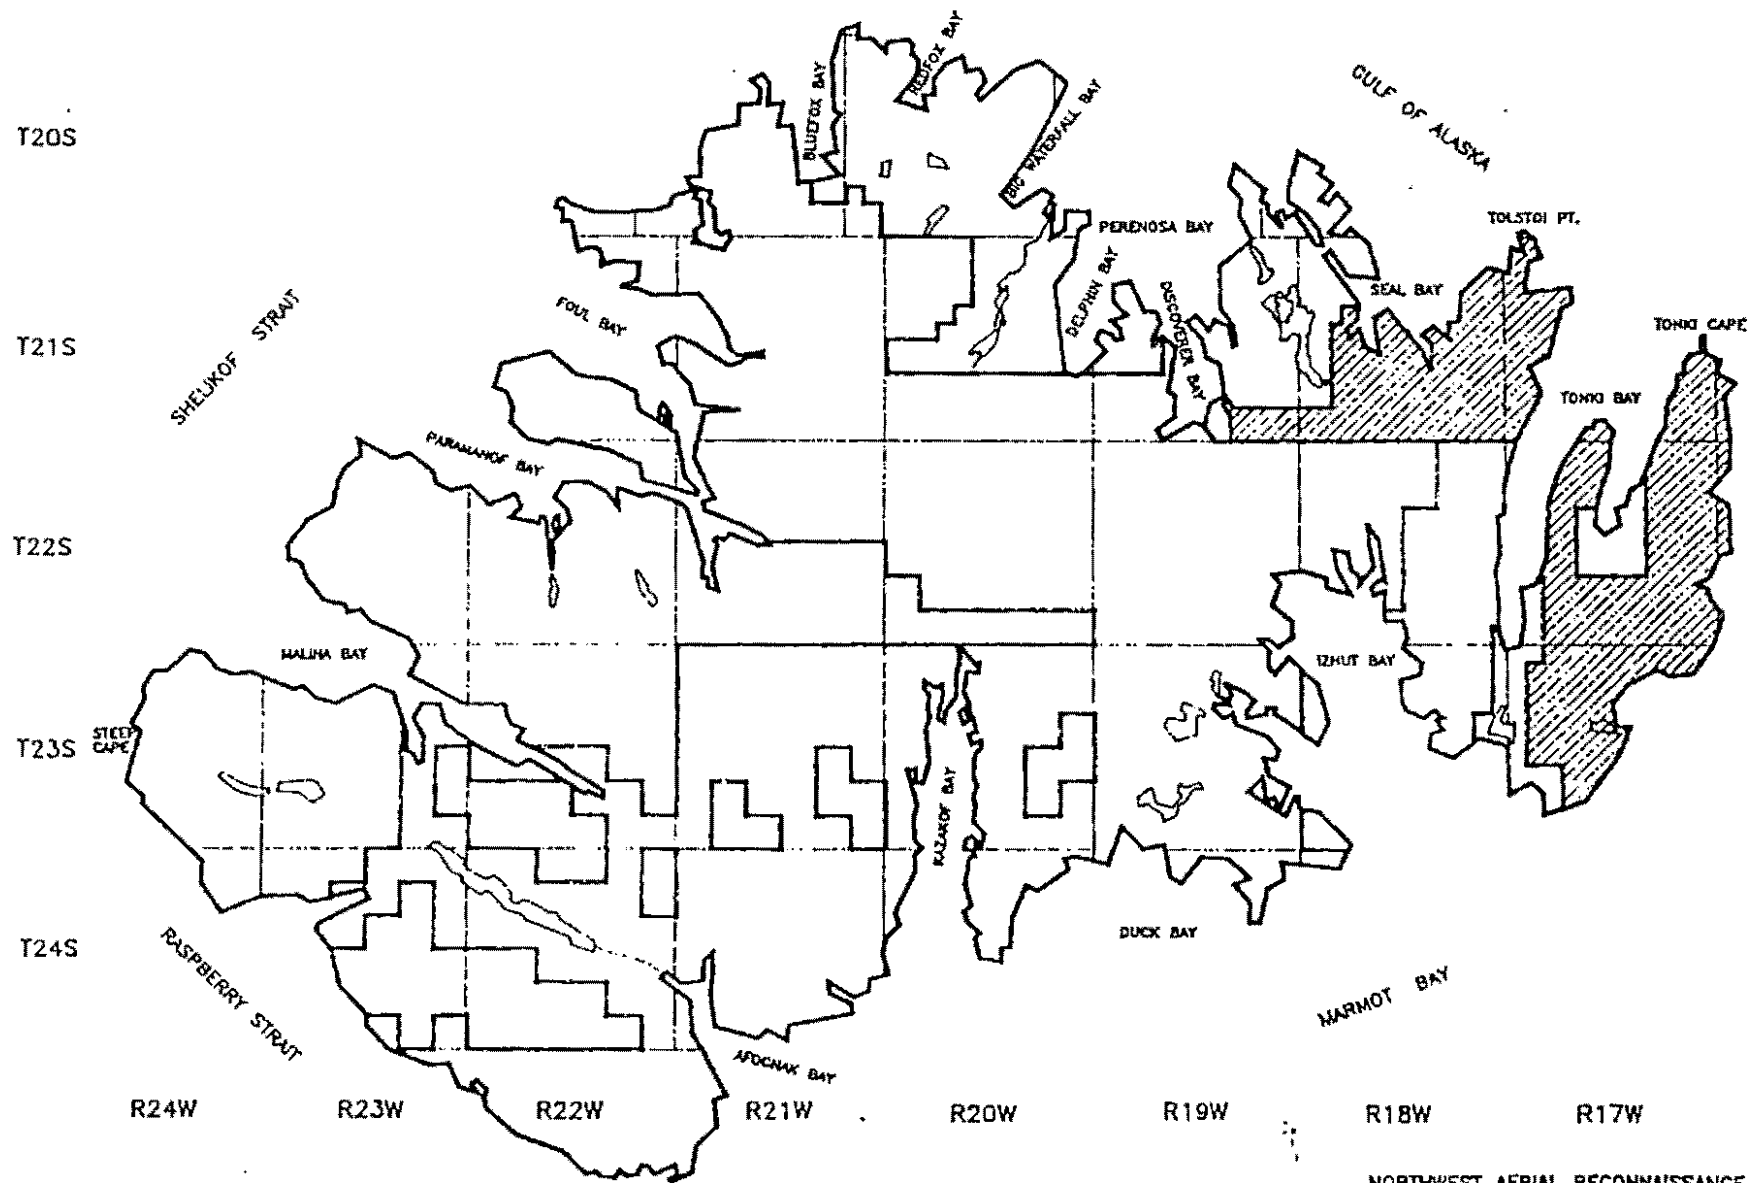 REDFOX BAY
BLUEFOX BAY
GULF OF ALASKA
T20S
BIG WATERFALL BAY
TOLSTOI PT.
PERENOSA BAY
DELPHIN BAY
DISCOVERER BAY
SEAL BAY
SHELIKOF STRAIT
FOUL BAY
TONKI CAPE
T21S
TONKI BAY
PARAMANOF BAY
T22S
MALINA BAY
IZHUT BAY
STEEP
CAPE
T23S
KAZAKOF BAY
DUCK BAY
T24S
RASPBERRY STRAIT
MARMOT BAY
AFOGNAK BAY
R24W
R23W
R22W
R21W
R20W
R19W
R18W
R17W
NORTHWEST AERIAL RECONNAISSANCE